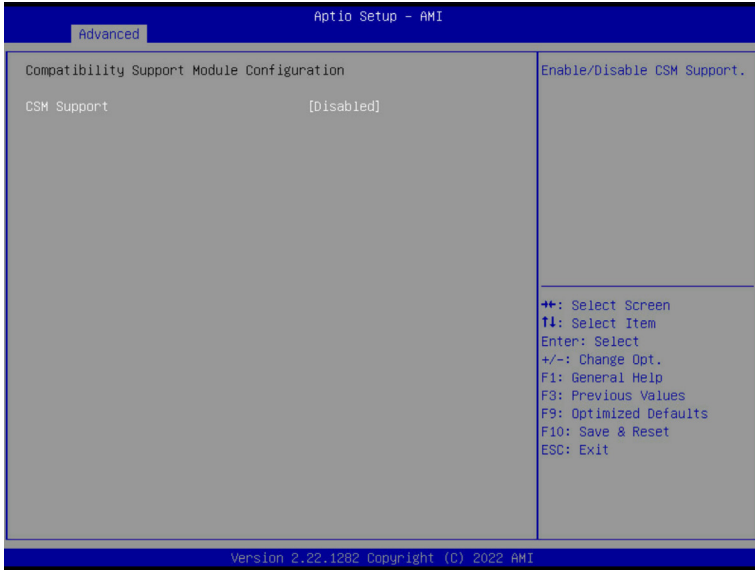 Aptio Setup - AMI
Advanced
Compatibility Support Module Configuration
CSM Support [Disabled]
Enable/Disable CSM Support.
→←: Select Screen
↑↓: Select Item
Enter: Select
+/-: Change Opt.
F1: General Help
F3: Previous Values
F9: Optimized Defaults
F10: Save & Reset
ESC: Exit
Version 2.22.1282 Copyright (C) 2022 AMI